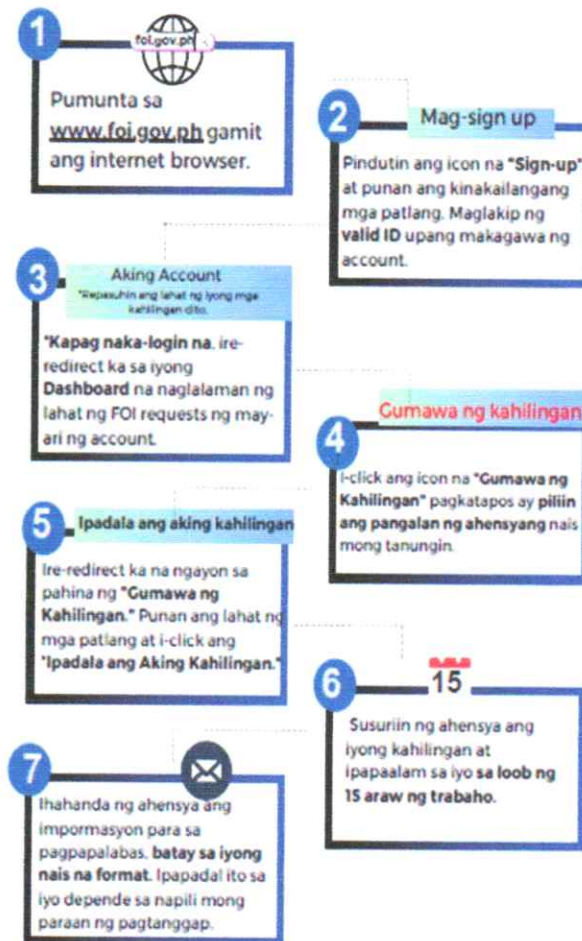 1
foi.gov.ph
Pumunta sa
www.foi.gov.ph gamit
ang internet browser.
2
Mag-sign up
Pindutin ang icon na "Sign-up"
at punan ang kinakailangang
mga patlang. Maglakip ng
valid ID upang makagawa ng
account.
3
Aking Account
*Repasuhin ang lahat ng iyong mga
kahilingan dito.
"Kapag naka-login na, ire-
redirect ka sa iyong
Dashboard na naglalaman ng
lahat ng FOI requests ng may-
ari ng account.
4
Gumawa ng kahilingan
I-click ang icon na "Gumawa ng
Kahilingan" pagkatapos ay piliin
ang pangalan ng ahensyang nais
mong tanungin.
5
Ipadala ang aking kahilingan
Ire-redirect ka na ngayon sa
pahina ng "Gumawa ng
Kahilingan." Punan ang lahat ng
mga patlang at i-click ang
"Ipadala ang Aking Kahilingan."
6
15
Susuriin ng ahensya ang
iyong kahilingan at
ipapaalam sa iyo sa loob ng
15 araw ng trabaho.
7
Ihahanda ng ahensya ang
impormasyon para sa
pagpapalabas, batay sa iyong
nais na format. Ipapadal ito sa
iyo depende sa napili mong
paraan ng pagtanggap.